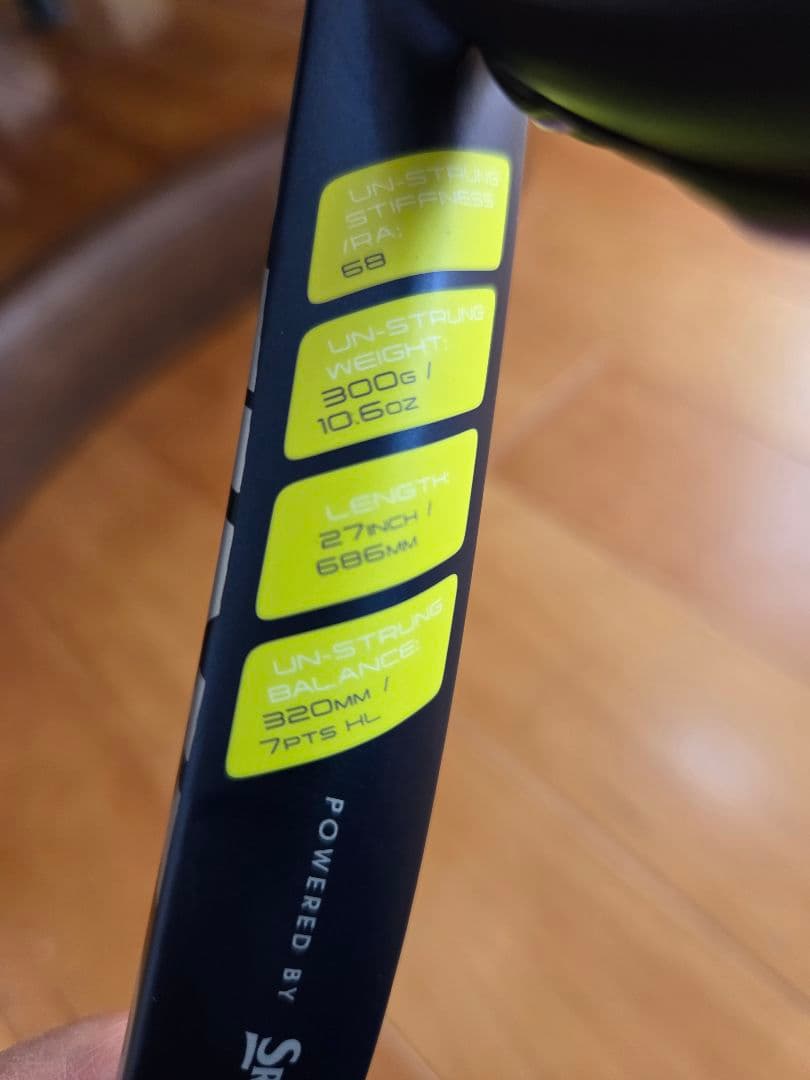 UN-STRUNG
STIFFNESS
/RA:
68
UN-STRUNG
WEIGHT:
300G /
10.6OZ
LENGTH:
27INCH /
686MM
UN-STRUNG
BALANCE:
320MM /
7PTS HL
POWERED BY
SR